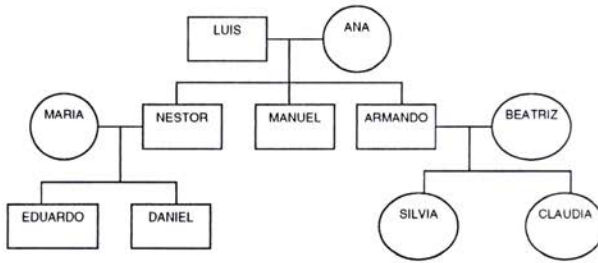 LUIS
ANA
MARIA
NESTOR
MANUEL
ARMANDO
BEATRIZ
EDUARDO
DANIEL
SILVIA
CLAUDIA